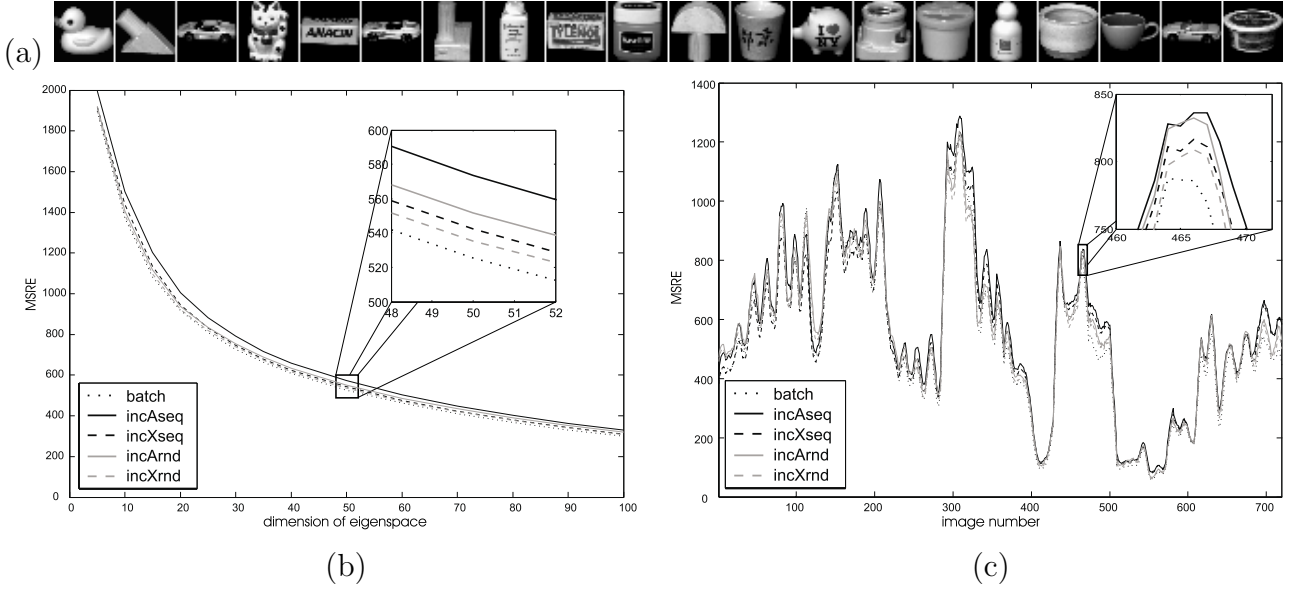 (a)
ANACIN
TYLENOL
I ♥
NY
2000
1800
1600
1400
1200
1000
800
600
400
200
0
MSRE
0 10 20 30 40 50 60 70 80 90 100
dimension of eigenspace
600
580
560
540
520
500
48 49 50 51 52
batch
incAseq
incXseq
incArnd
incXrnd
(b)
1400
1200
1000
800
600
400
200
0
MSRE
100 200 300 400 500 600 700
image number
850
800
750
460 465 470
batch
incAseq
incXseq
incArnd
incXrnd
(c)